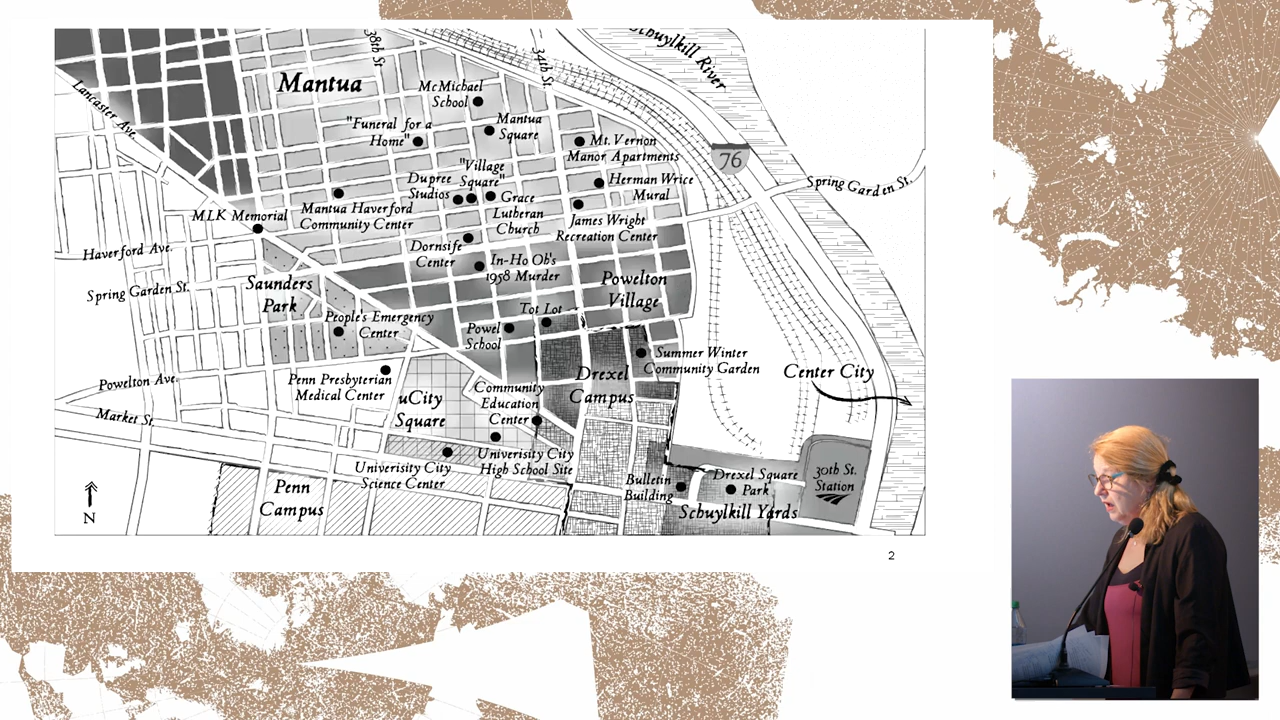 Schuylkill
River
38th St.
34th St.
Mantua
McMichael
School
Lancaster Ave.
"Funeral for a
Home"
Mantua
Square
Mt. Vernon
Manor Apartments
76
"Village
Square"
Dupree
Studios
Herman Wrice
Mural
Spring Garden St.
Grace
Lutheran
Church
M.L.K Memorial
Mantua Haverford
Community Center
James Wright
Recreation Center
Haverford Ave.
Dornsife
Center
In-Ho Oh's
1958 Murder
Spring Garden St.
Saunders
Park
Powelton
Village
People's Emergency
Center
Tot Lot
Powel
School
Summer Winter
Community Garden
Center City
Drexel
Campus
Powelton Ave.
Penn Presbyterian
Medical Center
uCity
Square
Community
Education
Center
Market St.
Univerisity City
Science Center
Univerisity City
High School Site
Penn
Campus
Bulletin
Building
Drexel Square
Park
30th St.
Station
Schuylkill Yards
N
2